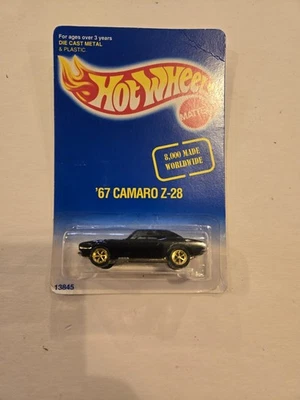 For ages over 3 years
DIE CAST METAL
& PLASTIC
HOT WHEELS
MATTEL
8,000 MADE
WORLDWIDE
'67 CAMARO Z-28
13845